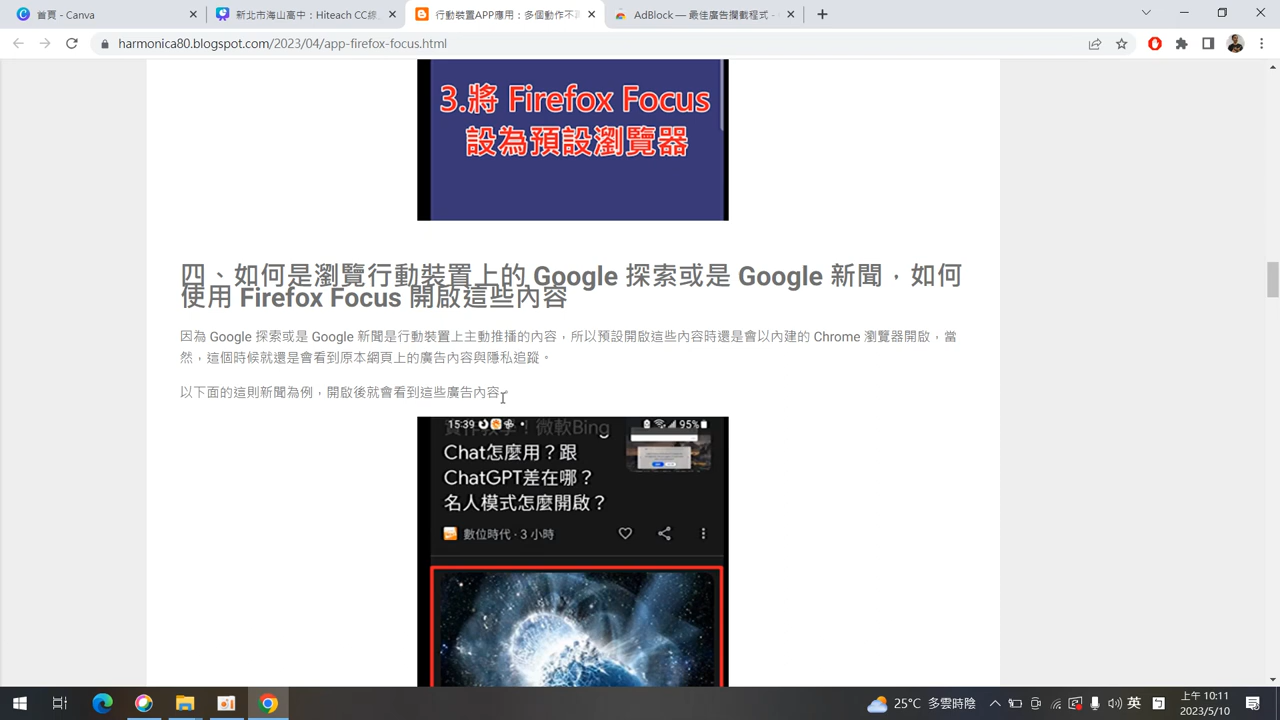 首頁 - Canva
新北市海山高中：Hiteach CC線
行動裝置APP應用：多個動作不再
AdBlock — 最佳廣告攔截程式 -
harmonica80.blogspot.com/2023/04/app-firefox-focus.html
3.將 Firefox Focus
設為預設瀏覽器
四、如何是瀏覽行動裝置上的 Google 探索或是 Google 新聞，如何
使用 Firefox Focus 開啟這些內容
因為 Google 探索或是 Google 新聞是行動裝置上主動推播的內容，所以預設開啟這些內容時還是會以內建的 Chrome 瀏覽器開啟，當
然，這個時候就還是會看到原本網頁上的廣告內容與隱私追蹤。
以下面的這則新聞為例，開啟後就會看到這些廣告內容。
15:39
95%
實作教學！微軟Bing
Chat怎麼用？跟
ChatGPT差在哪？
名人模式怎麼開啟？
數位時代 · 3 小時
25°C 多雲時陰
英
上午 10:11
2023/5/10